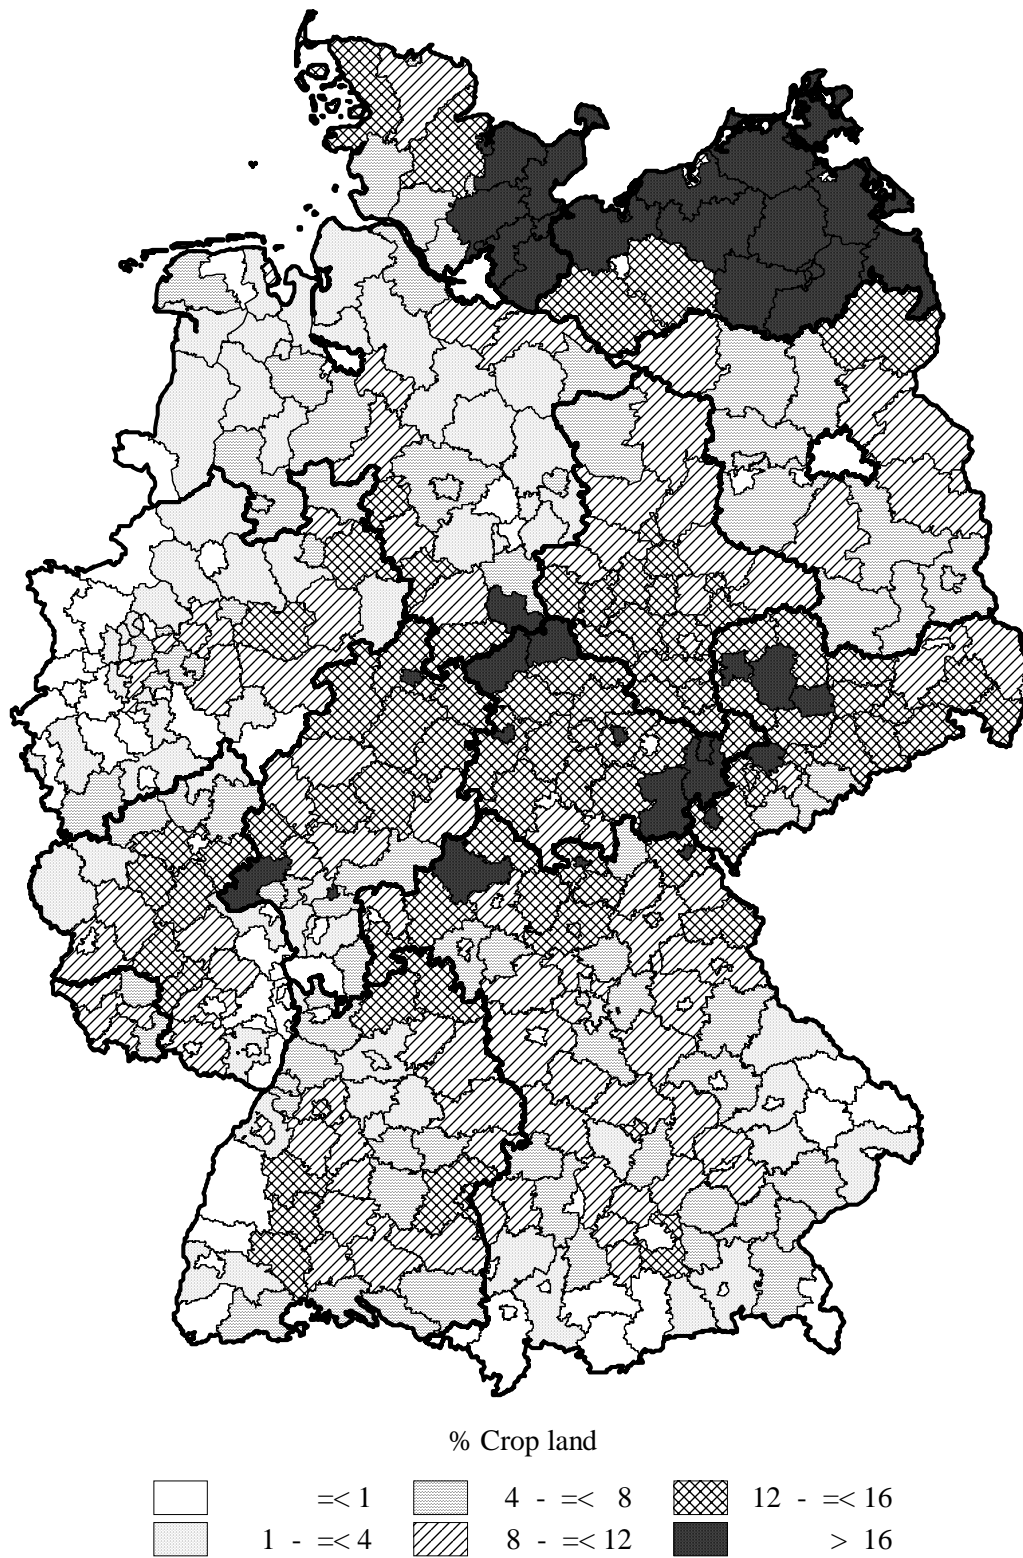 % Crop land
=< 1 4 - =< 8 12 - =< 16
1 - =< 4 8 - =< 12 > 16